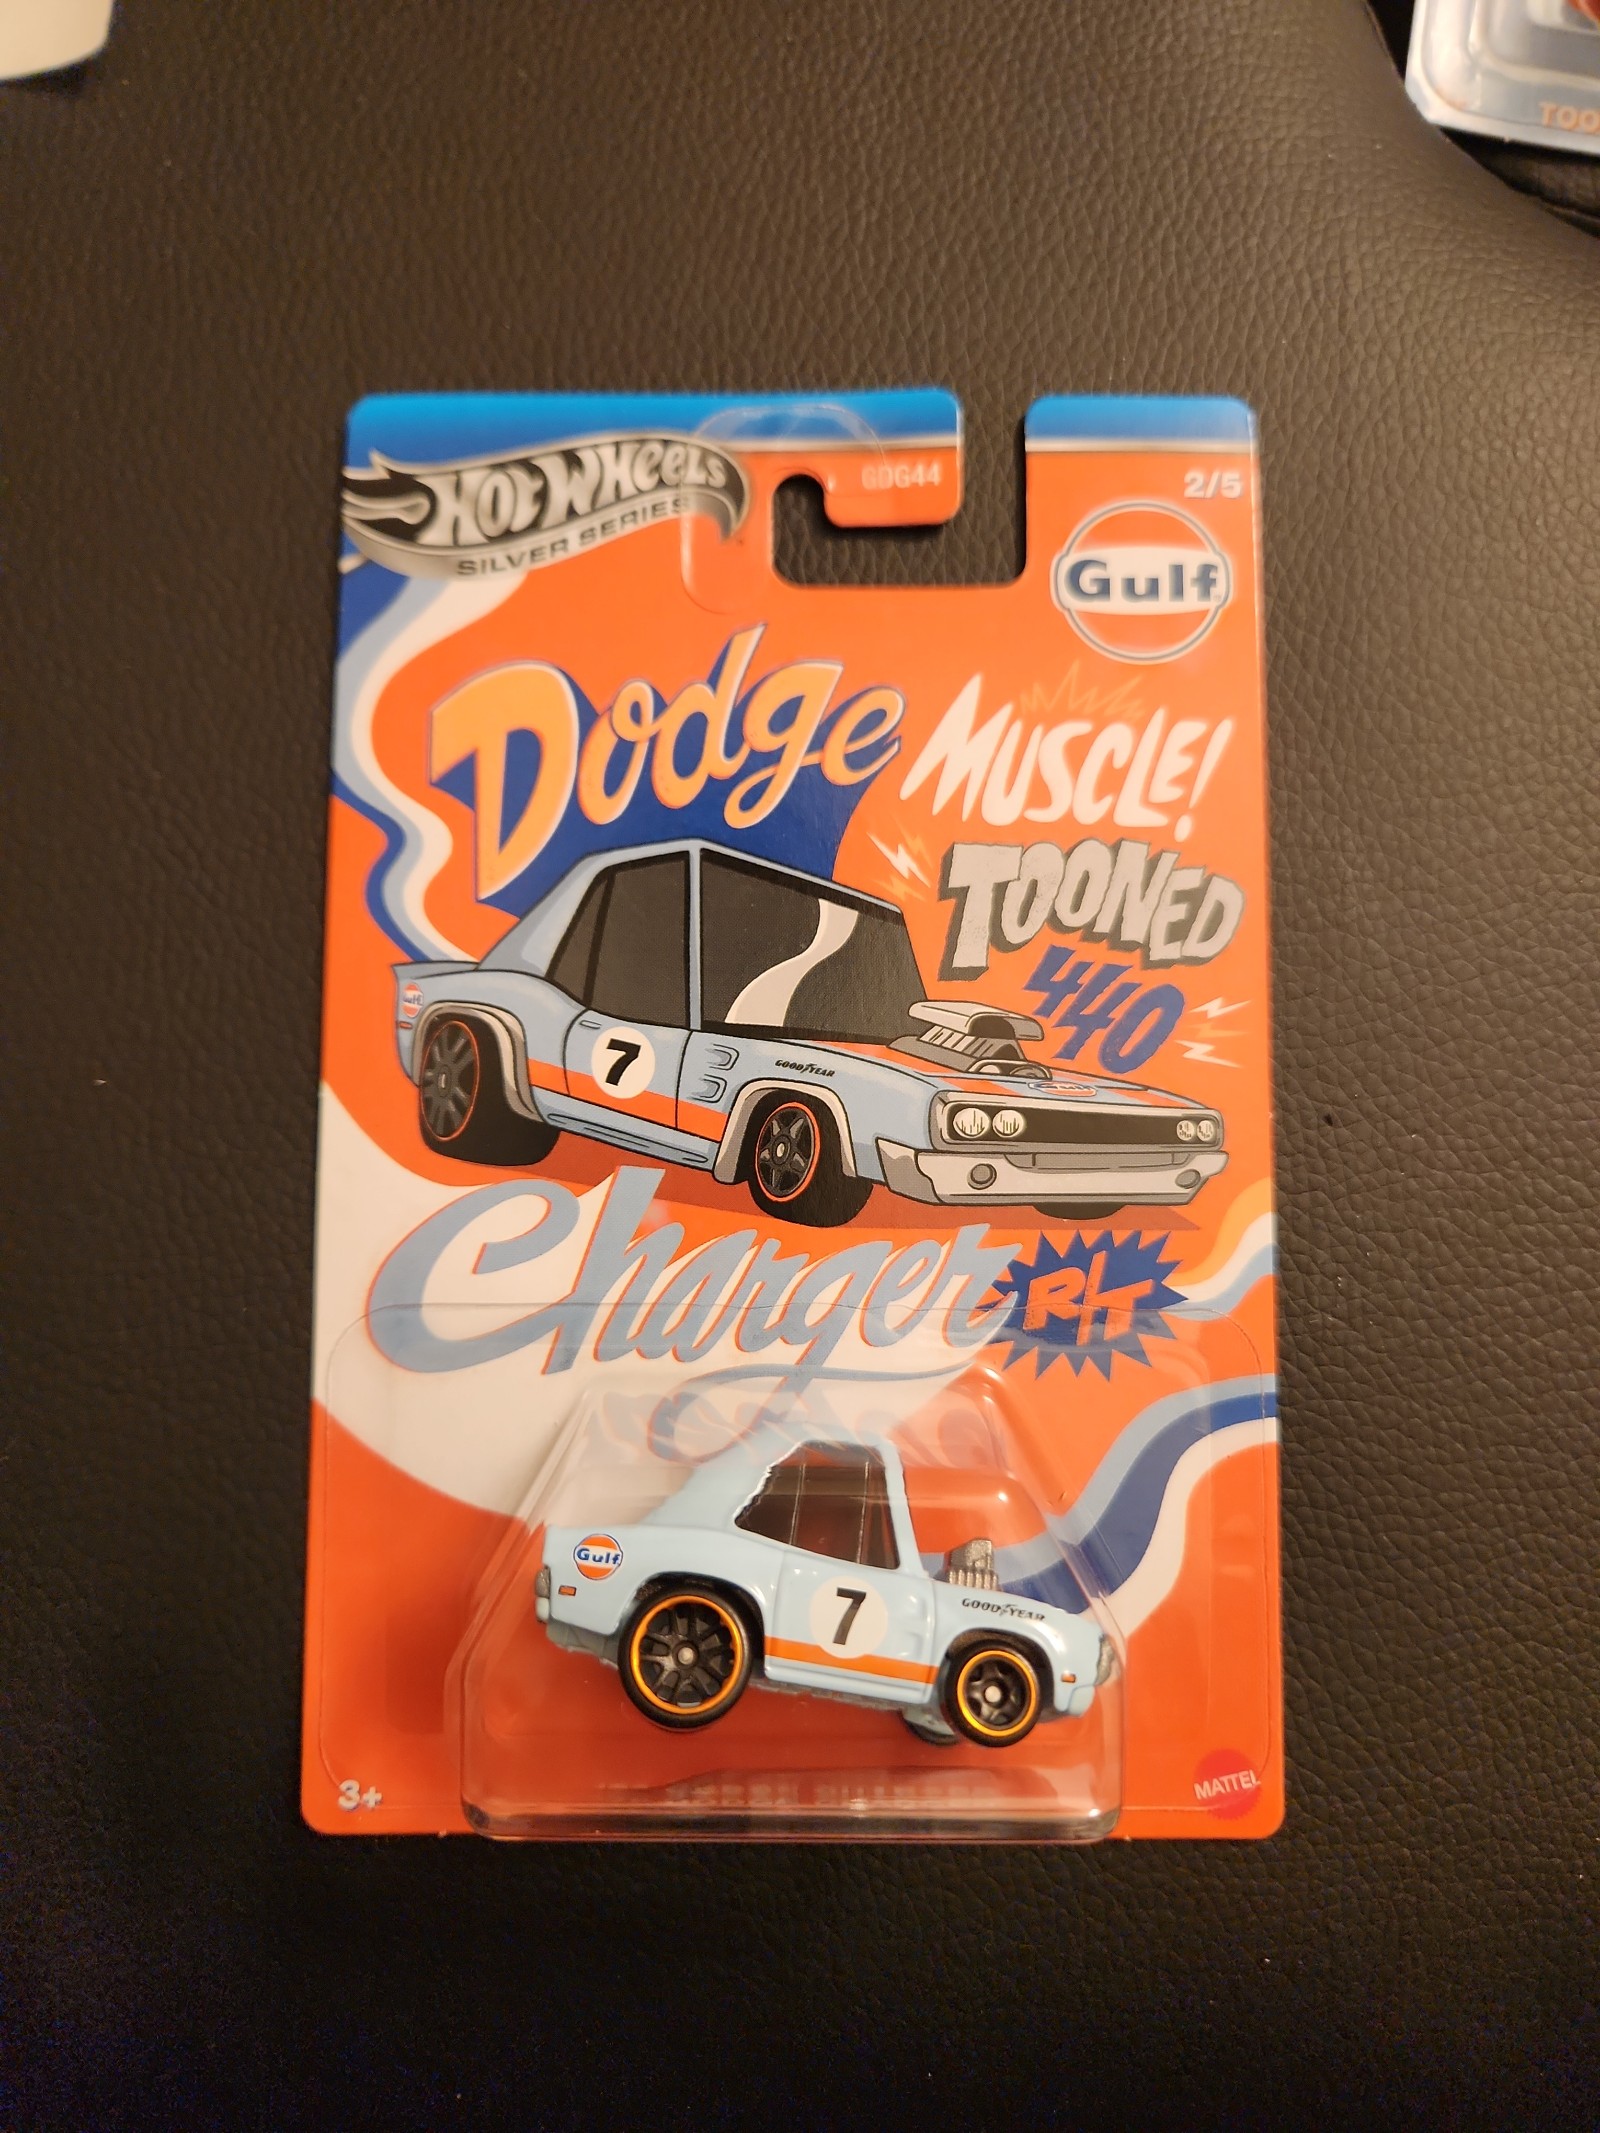 HOT WHEELS
SILVER SERIES
GDG44
2/5
Gulf
Dodge
MUSCLE!
TOONED
440
Gulf
7
GOODYEAR
Gulf
Charger R/T
Gulf
7
GOODYEAR
3+
MATTEL
TOO